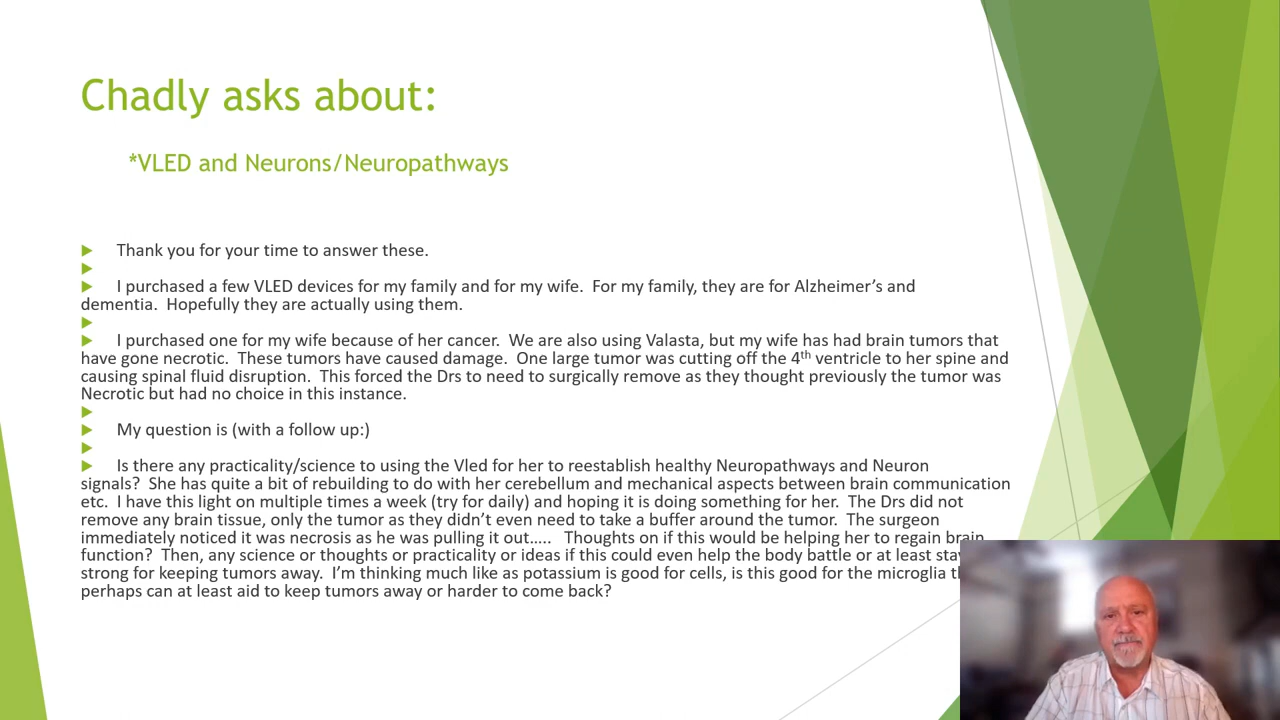 Chadly asks about:
*VLED and Neurons/Neuropathways
Thank you for your time to answer these.
I purchased a few VLED devices for my family and for my wife.  For my family, they are for Alzheimer's and
dementia.  Hopefully they are actually using them.
I purchased one for my wife because of her cancer.  We are also using Valasta, but my wife has had brain tumors that
have gone necrotic.  These tumors have caused damage.  One large tumor was cutting off the 4th ventricle to her spine and
causing spinal fluid disruption.  This forced the Drs to need to surgically remove as they thought previously the tumor was
Necrotic but had no choice in this instance.
My question is (with a follow up:)
Is there any practicality/science to using the Vled for her to reestablish healthy Neuropathways and Neuron
signals?  She has quite a bit of rebuilding to do with her cerebellum and mechanical aspects between brain communication
etc.  I have this light on multiple times a week (try for daily) and hoping it is doing something for her.  The Drs did not
remove any brain tissue, only the tumor as they didn't even need to take a buffer around the tumor.  The surgeon
immediately noticed it was necrosis as he was pulling it out…..   Thoughts on if this would be helping her to regain brain
function?  Then, any science or thoughts or practicality or ideas if this could even help the body battle or at least
strong for keeping tumors away.  I'm thinking much like as potassium is good for cells, is this good for the microglia
perhaps can at least aid to keep tumors away or harder to come back?